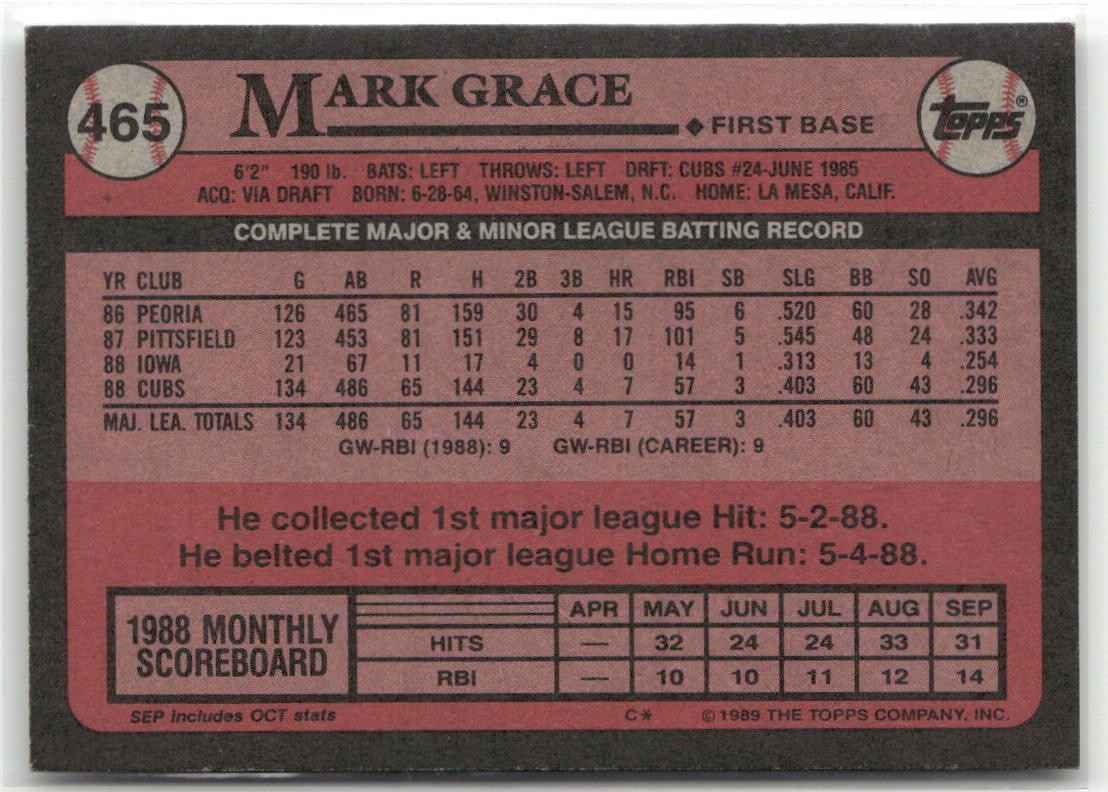 465 MARK GRACE ◆ FIRST BASE TOPPS®
6'2" 190 lb. BATS: LEFT THROWS: LEFT DRFT: CUBS #24-JUNE 1985
ACQ: VIA DRAFT BORN: 6-28-64, WINSTON-SALEM, N.C. HOME: LA MESA, CALIF.
COMPLETE MAJOR & MINOR LEAGUE BATTING RECORD
YR CLUB G AB R H 2B 3B HR RBI SB SLG BB SO AVG
86 PEORIA 126 465 81 159 30 4 15 95 6 .520 60 28 .342
87 PITTSFIELD 123 453 81 151 29 8 17 101 5 .545 48 24 .333
88 IOWA 21 67 11 17 4 0 0 14 1 .313 13 4 .254
88 CUBS 134 486 65 144 23 4 7 57 3 .403 60 43 .296
MAJ. LEA. TOTALS 134 486 65 144 23 4 7 57 3 .403 60 43 .296
GW-RBI (1988): 9 GW-RBI (CAREER): 9
He collected 1st major league Hit: 5-2-88.
He belted 1st major league Home Run: 5-4-88.
1988 MONTHLY
SCOREBOARD
APR MAY JUN JUL AUG SEP
HITS — 32 24 24 33 31
RBI — 10 10 11 12 14
SEP Includes OCT stats C* © 1989 THE TOPPS COMPANY, INC.